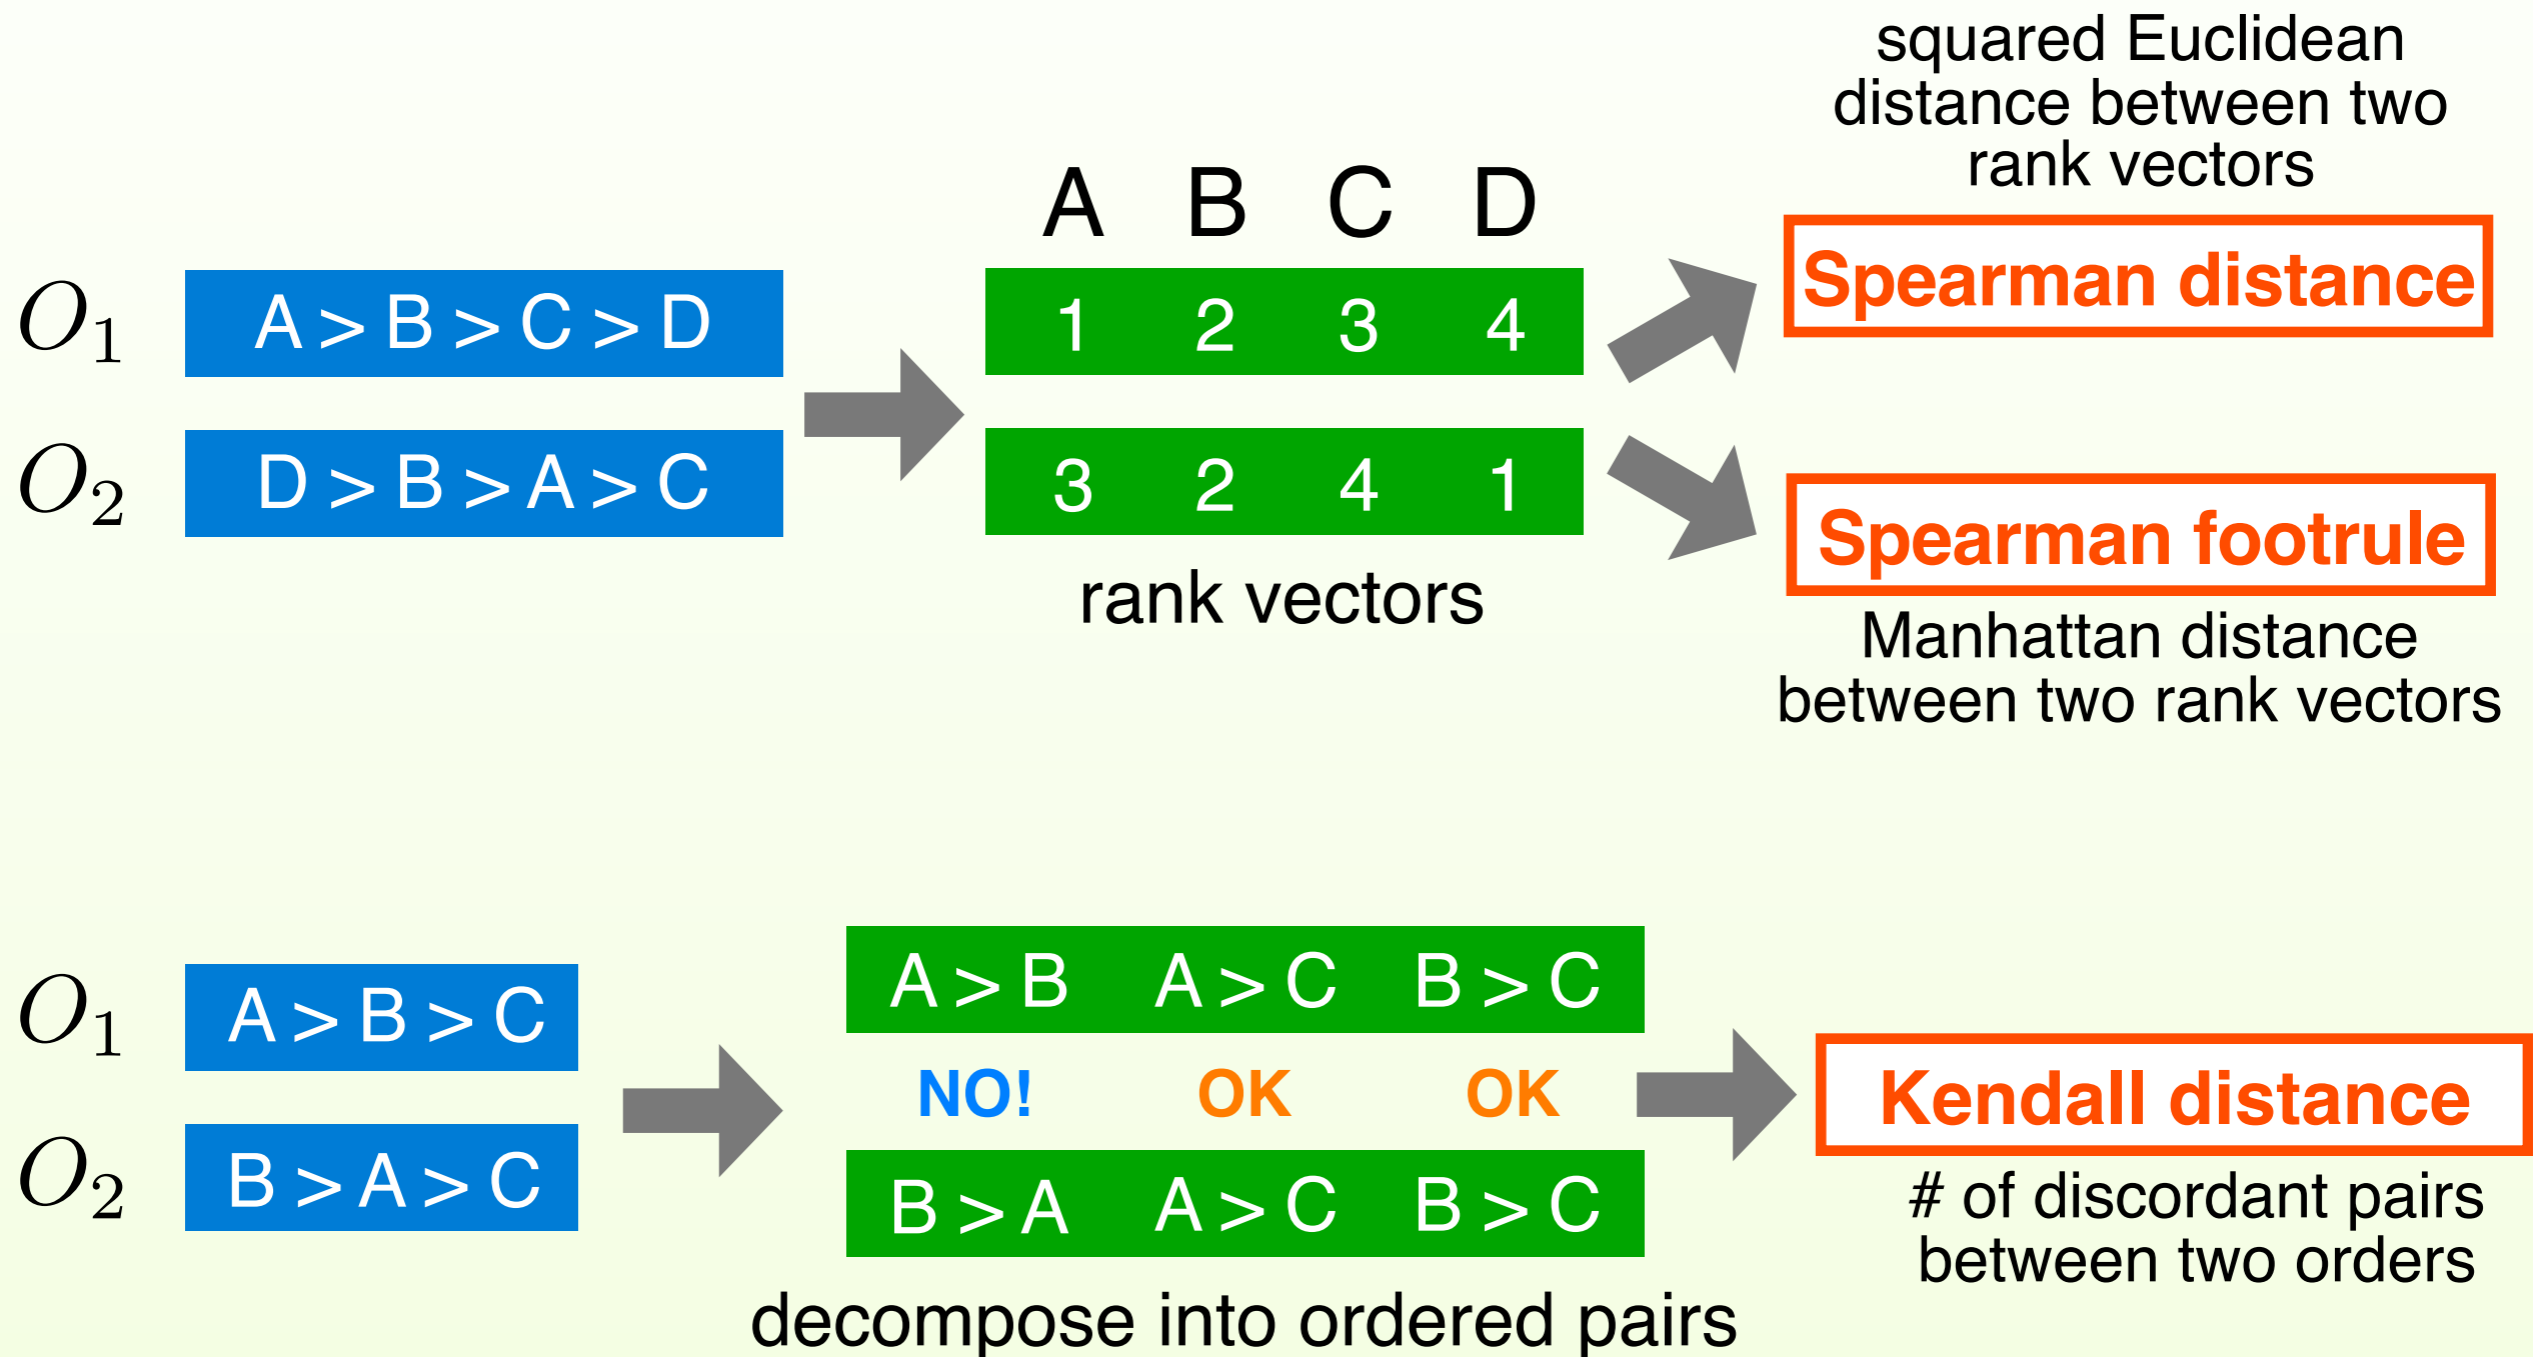 squared Euclidean
distance between two
rank vectors
A B C D
O1 A > B > C > D 1 2 3 4 Spearman distance
O2 D > B > A > C 3 2 4 1 Spearman footrule
rank vectors
Manhattan distance
between two rank vectors
O1 A > B > C
A > B A > C B > C
NO! OK OK
Kendall distance
O2 B > A > C
B > A A > C B > C
# of discordant pairs
between two orders
decompose into ordered pairs